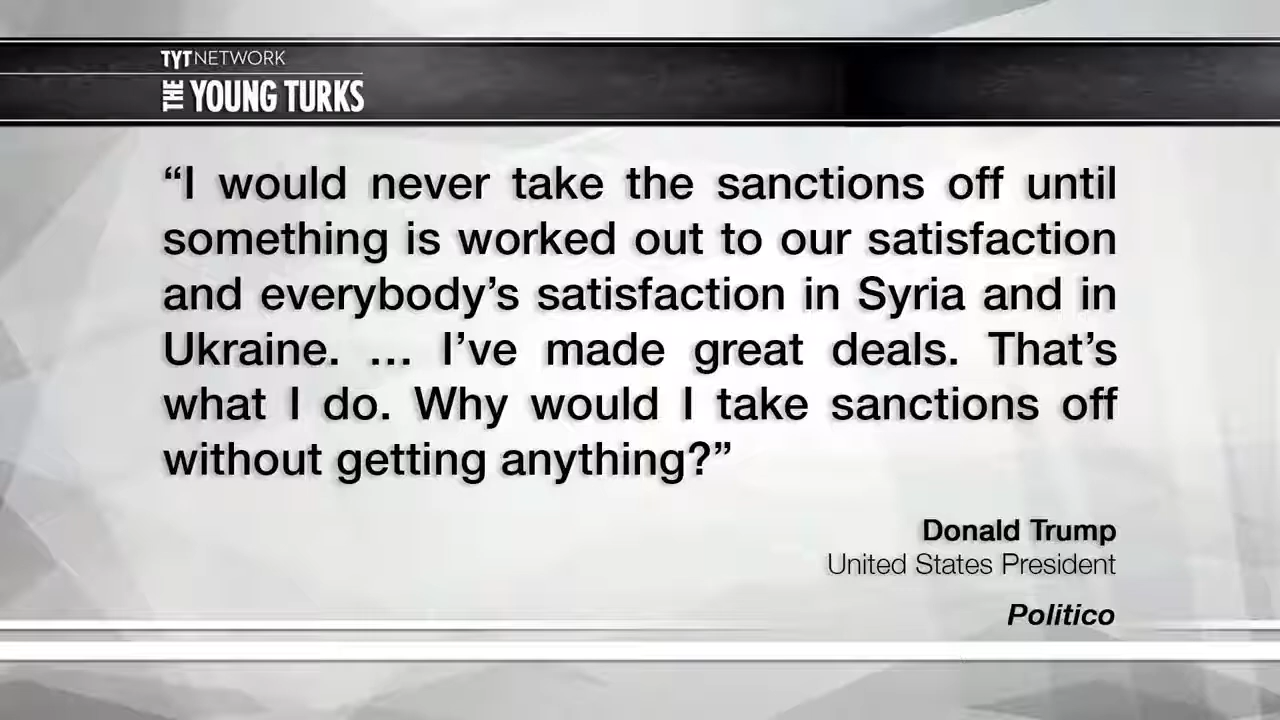 TYT NETWORK
THE YOUNG TURKS
“I would never take the sanctions off until
something is worked out to our satisfaction
and everybody’s satisfaction in Syria and in
Ukraine. … I’ve made great deals. That’s
what I do. Why would I take sanctions off
without getting anything?”
Donald Trump
United States President
Politico